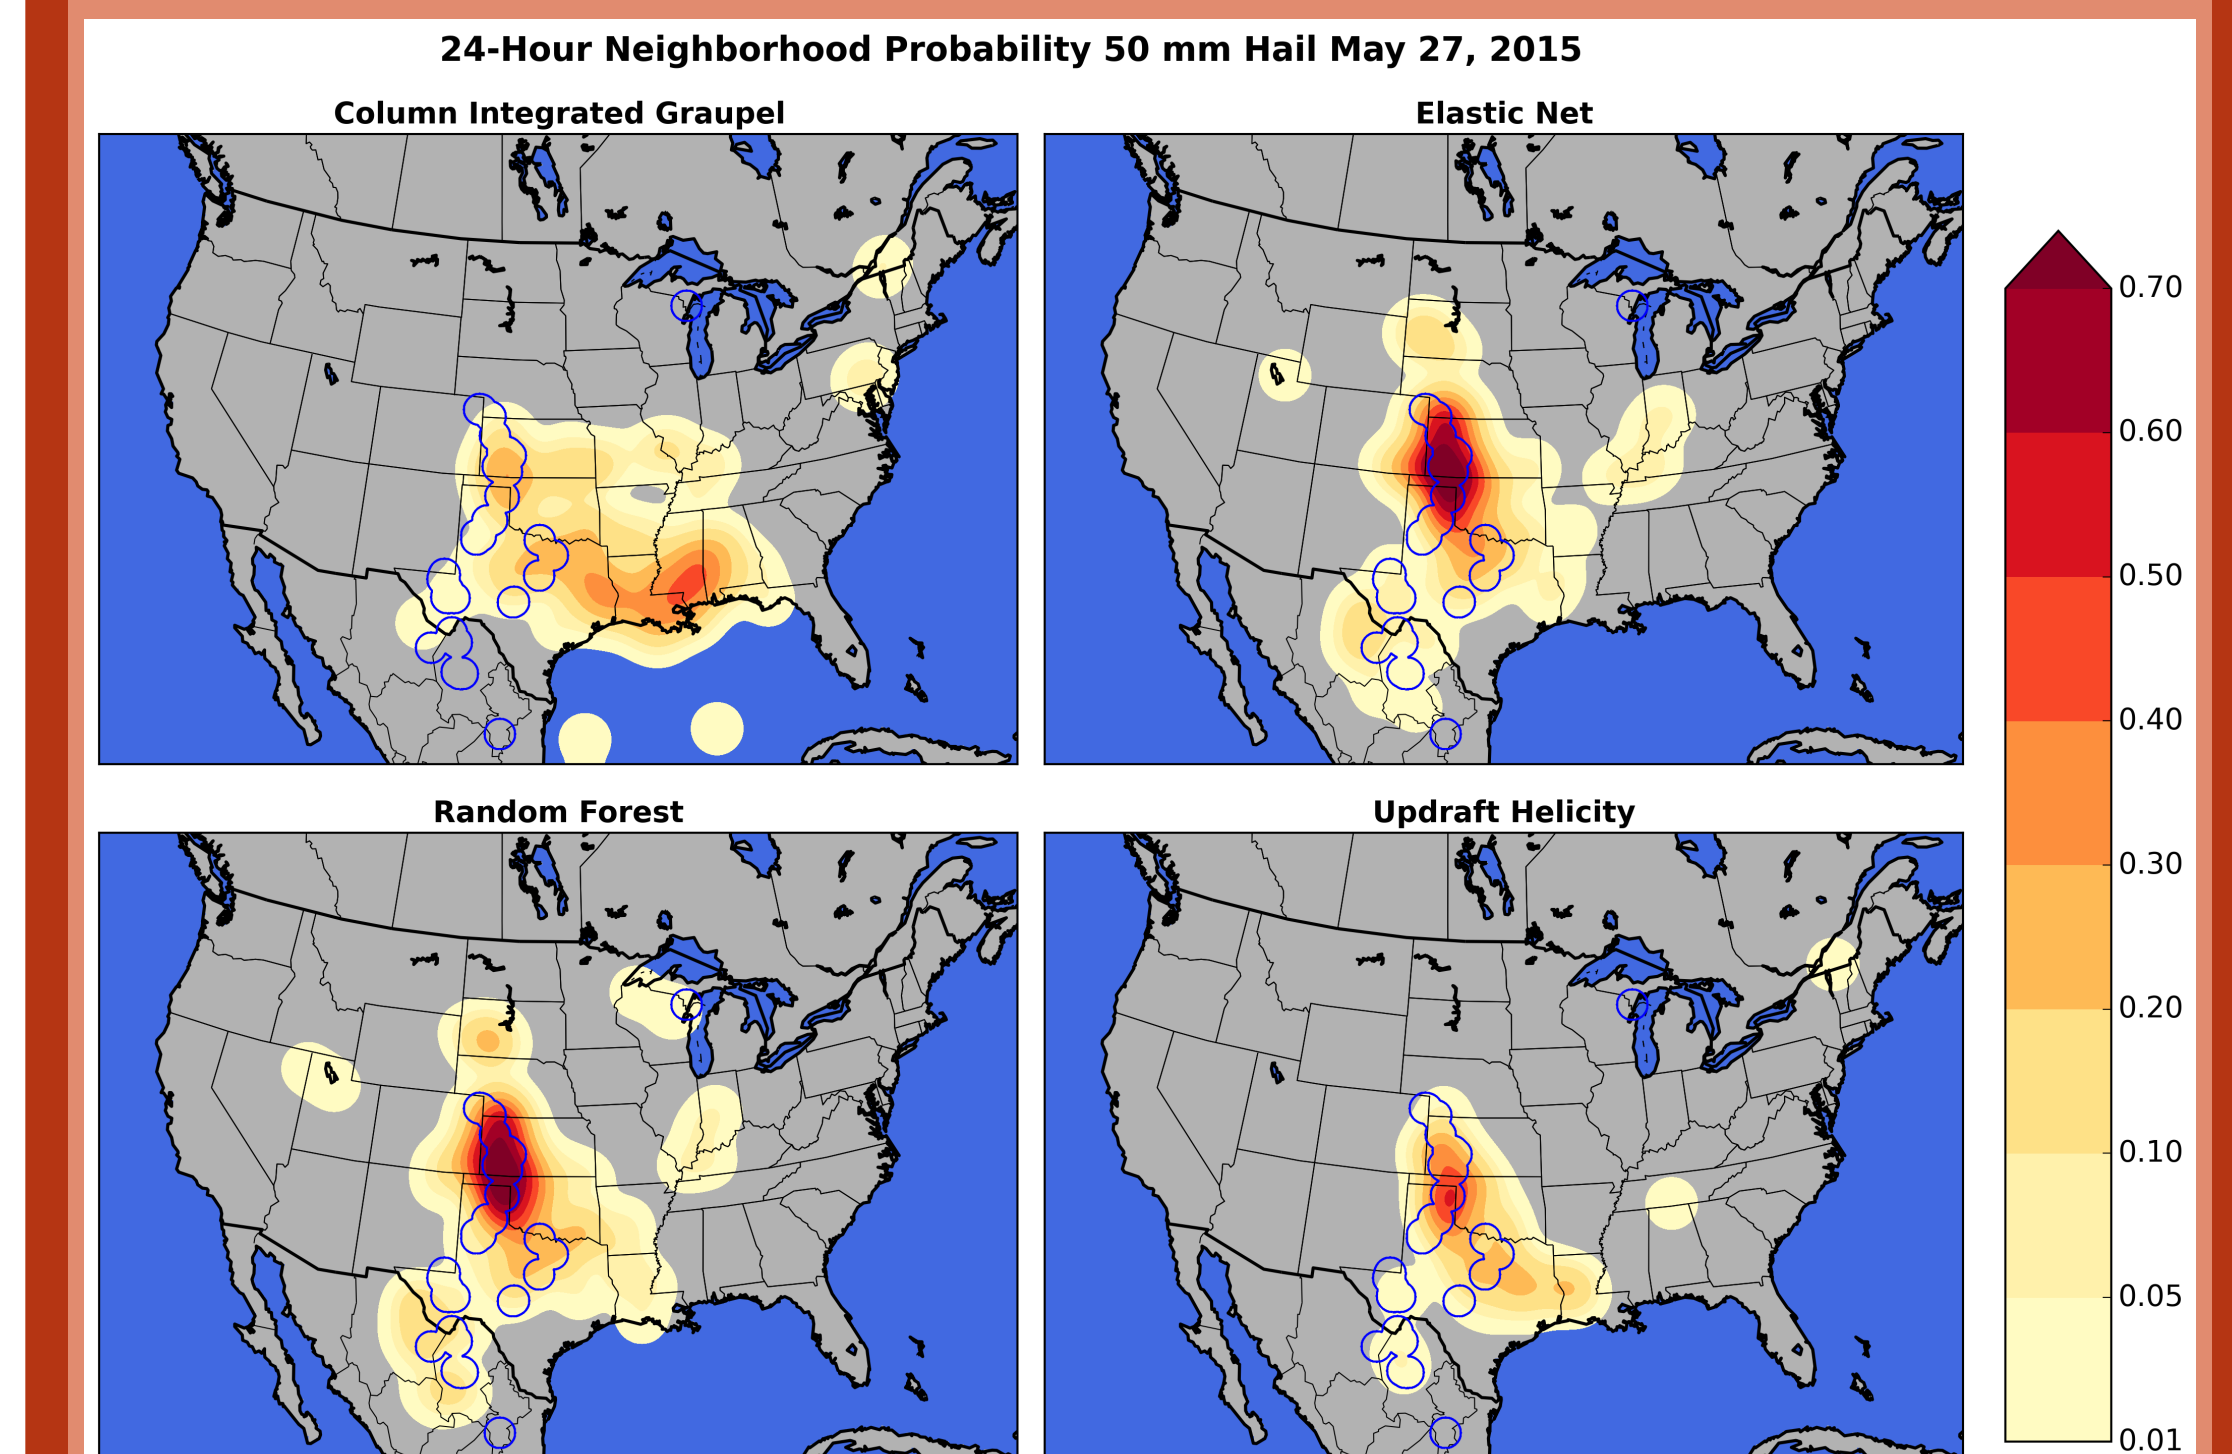 24-Hour Neighborhood Probability 50 mm Hail May 27, 2015
Column Integrated Graupel
Elastic Net
Random Forest
Updraft Helicity
0.70
0.60
0.50
0.40
0.30
0.20
0.10
0.05
0.01